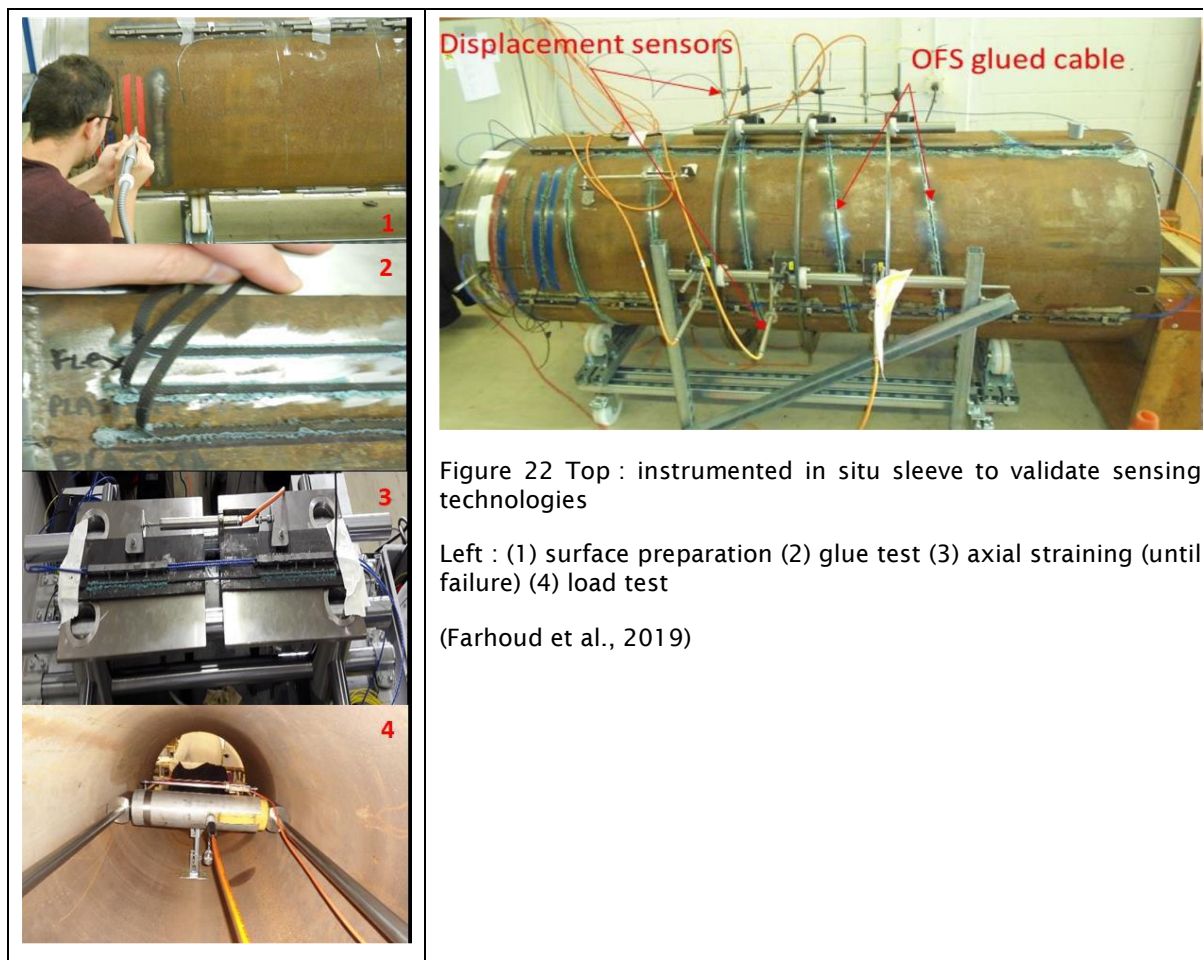 1
2
FLEX
3
4
Displacement sensors
OFS glued cable
Figure 22 Top : instrumented in situ sleeve to validate sensing
technologies
Left : (1) surface preparation (2) glue test (3) axial straining (until
failure) (4) load test
(Farhoud et al., 2019)